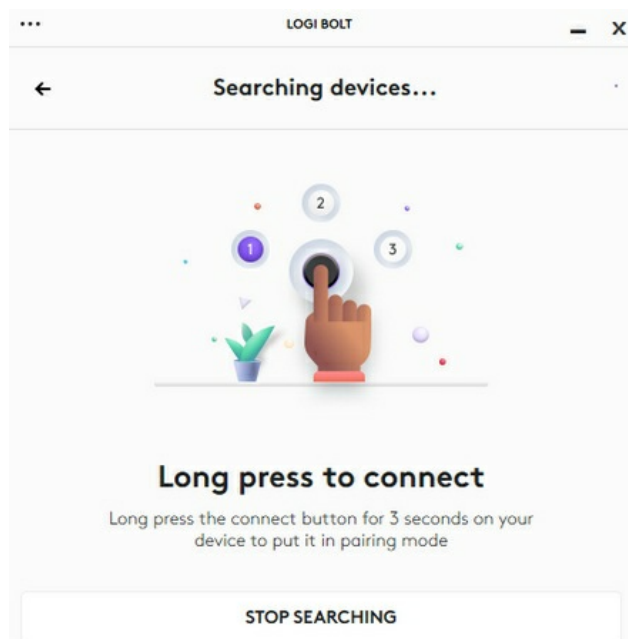 LOGI BOLT
Searching devices...
2
1
3
Long press to connect
Long press the connect button for 3 seconds on your
device to put it in pairing mode
STOP SEARCHING